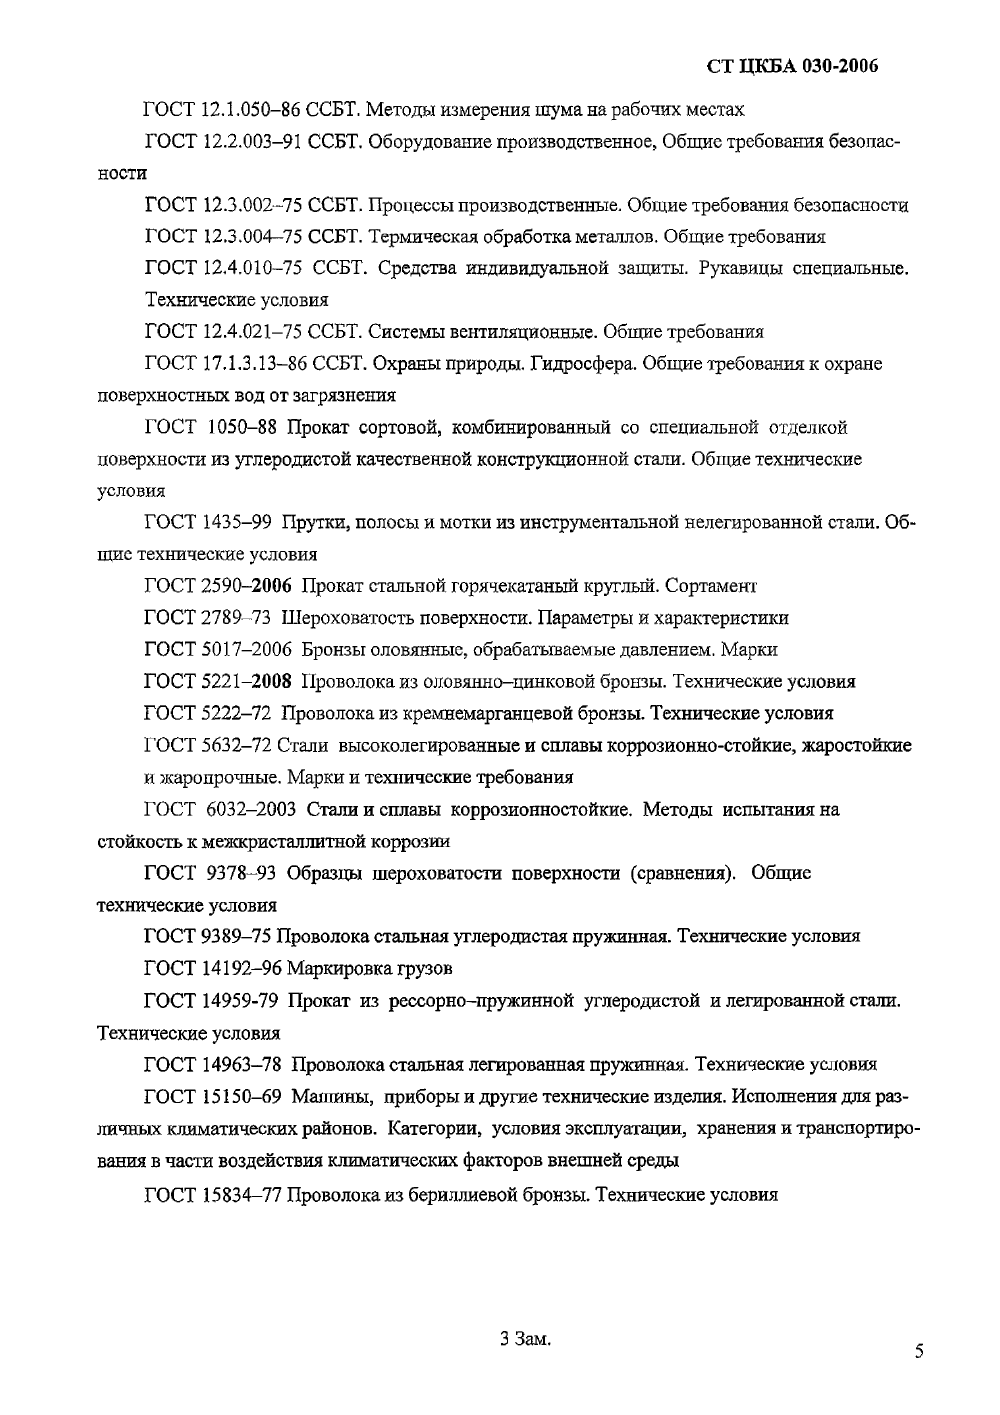 СТ ЦКБА 030-2006
ГОСТ 12.1.050–86 ССБТ. Методы измерения шума на рабочих местах
ГОСТ 12.2.003–91 ССБТ. Оборудование производственное, Общие требования безопас-
ности
ГОСТ 12.3.002–75 ССБТ. Процессы производственные. Общие требования безопасности
ГОСТ 12.3.004–75 ССБТ. Термическая обработка металлов. Общие требования
ГОСТ 12.4.010–75 ССБТ. Средства индивидуальной защиты. Рукавицы специальные.
Технические условия
ГОСТ 12.4.021–75 ССБТ. Системы вентиляционные. Общие требования
ГОСТ 17.1.3.13–86 ССБТ. Охраны природы. Гидросфера. Общие требования к охране
поверхностных вод от загрязнения
ГОСТ 1050–88 Прокат сортовой, комбинированный со специальной отделкой
поверхности из углеродистой качественной конструкционной стали. Общие технические
условия
ГОСТ 1435–99 Прутки, полосы и мотки из инструментальной нелегированной стали. Об-
щие технические условия
ГОСТ 2590–2006 Прокат стальной горячекатаный круглый. Сортамент
ГОСТ 2789–73 Шероховатость поверхности. Параметры и характеристики
ГОСТ 5017–2006 Бронзы оловянные, обрабатываемые давлением. Марки
ГОСТ 5221–2008 Проволока из оловянно–цинковой бронзы. Технические условия
ГОСТ 5222–72 Проволока из кремнемарганцевой бронзы. Технические условия
ГОСТ 5632–72 Стали высоколегированные и сплавы коррозионно-стойкие, жаростойкие
и жаропрочные. Марки и технические требования
ГОСТ 6032–2003 Стали и сплавы коррозионностойкие. Методы испытания на
стойкость к межкристаллитной коррозии
ГОСТ 9378–93 Образцы шероховатости поверхности (сравнения). Общие
технические условия
ГОСТ 9389–75 Проволока стальная углеродистая пружинная. Технические условия
ГОСТ 14192–96 Маркировка грузов
ГОСТ 14959-79 Прокат из рессорно–пружинной углеродистой и легированной стали.
Технические условия
ГОСТ 14963–78 Проволока стальная легированная пружинная. Технические условия
ГОСТ 15150–69 Машины, приборы и другие технические изделия. Исполнения для раз-
личных климатических районов. Категории, условия эксплуатации, хранения и транспортиро-
вания в части воздействия климатических факторов внешней среды
ГОСТ 15834–77 Проволока из бериллиевой бронзы. Технические условия
3 Зам.
5